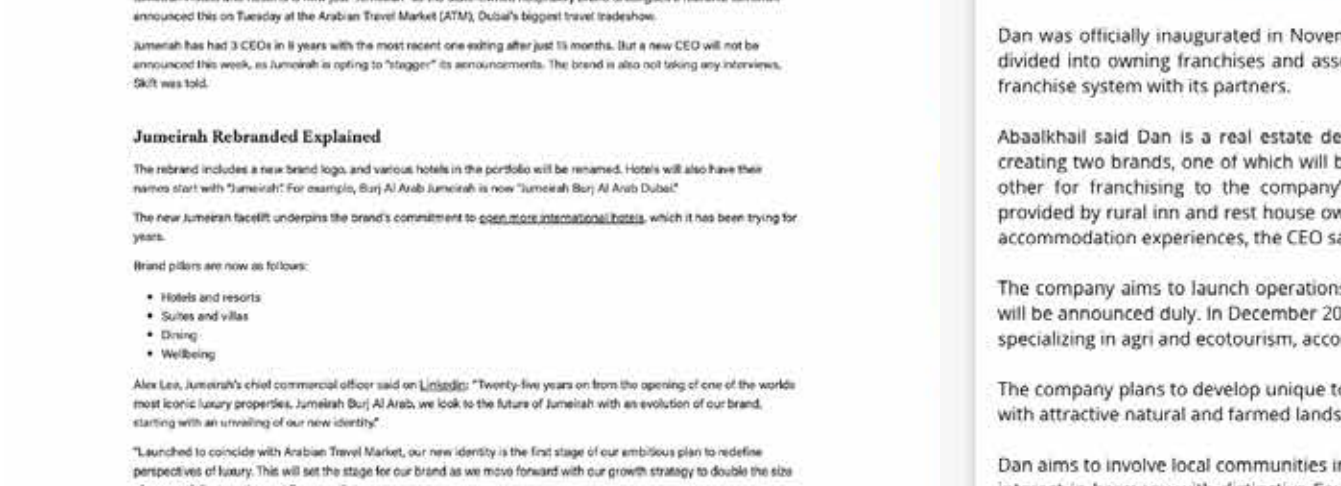 announced this on Tuesday at the Arabian Travel Market (ATM), Dubai's biggest travel tradeshow.
Jumeirah has had 3 CEOs in 8 years with the most recent one exiting after just 15 months. But a new CEO will not be
announced this week, as Jumeirah is opting to "stagger" its announcements. The brand is also not taking any interviews,
Skift was told.
Jumeirah Rebranded Explained
The rebrand includes a new brand logo, and various hotels in the portfolio will be renamed. Hotels will also have their
names start with "Jumeirah". For example, Burj Al Arab Jumeirah is now "Jumeirah Burj Al Arab Dubai."
The new Jumeirah facelift underpins the brand's commitment to open more international hotels, which it has been trying for
years.
Brand pillars are now as follows:
• Hotels and resorts
• Suites and villas
• Dining
• Wellbeing
Alex Lee, Jumeirah's chief commercial officer said on Linkedin: "Twenty-five years on from the opening of one of the worlds
most iconic luxury properties, Jumeirah Burj Al Arab, we look to the future of Jumeirah with an evolution of our brand,
starting with an unveiling of our new identity."
"Launched to coincide with Arabian Travel Market, our new identity is the first stage of our ambitious plan to redefine
perspectives of luxury. This will set the stage for our brand as we move forward with our growth strategy to double the size
Dan was officially inaugurated in Nover
divided into owning franchises and asse
franchise system with its partners.
Abaalkhail said Dan is a real estate de
creating two brands, one of which will b
other for franchising to the company'
provided by rural inn and rest house ow
accommodation experiences, the CEO sa
The company aims to launch operations
will be announced duly. In December 20
specializing in agri and ecotourism, acco
The company plans to develop unique to
with attractive natural and farmed lands
Dan aims to involve local communities in